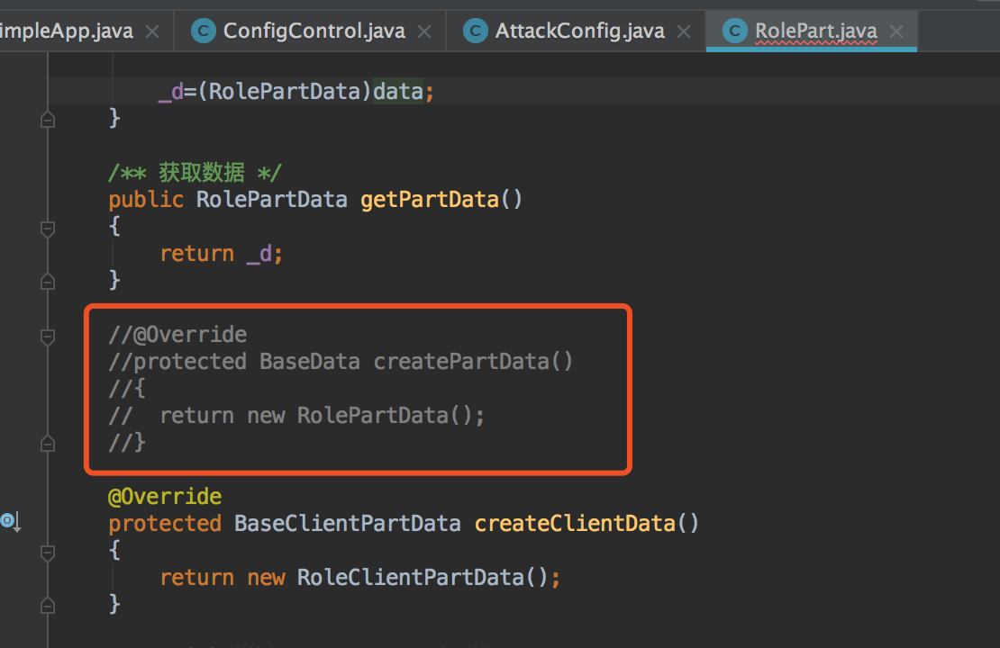 impleApp.java
ConfigControl.java
AttackConfig.java
RolePart.java
_d=(RolePartData)data;
}
/** 获取数据 */
public RolePartData getPartData()
{
return _d;
}
//@Override
//protected BaseData createPartData()
//{
// return new RolePartData();
//}
@Override
protected BaseClientPartData createClientData()
{
return new RoleClientPartData();
}